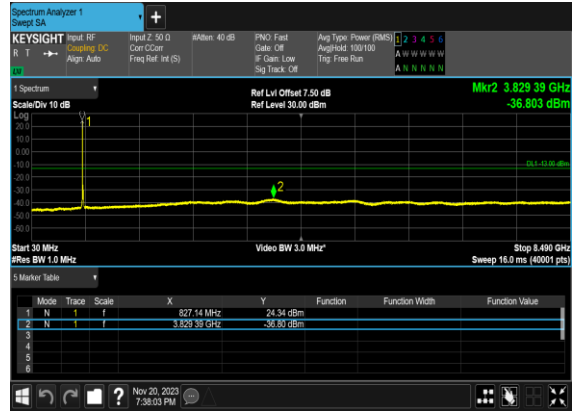 Spectrum Analyzer 1
Swept SA
+
KEYSIGHT Input: RF Input Z: 50 Ω #Atten: 40 dB PNO: Fast Avg Type: Power (RMS) 1 2 3 4 5 6
R T Coupling: DC Corr CCorr Gate: Off Avg|Hold: 100/100 A W W W W W
Align: Auto Freq Ref: Int (S) IF Gain: Low Trig: Free Run
Sig Track: Off A N N N N N
1 Spectrum Ref Lvl Offset 7.50 dB Mkr2 3.829 39 GHz
Scale/Div 10 dB Ref Level 30.00 dBm -36.803 dBm
Log
20.0
10.0
0.00
-10.0
-20.0
-30.0
-40.0
-50.0
-60.0
1
2
DL1 -13.00 dBm
Start 30 MHz Video BW 3.0 MHz* Stop 8.490 GHz
#Res BW 1.0 MHz Sweep 16.0 ms (40001 pts)
5 Marker Table
Mode Trace Scale X Y Function Function Width Function Value
1 N 1 f 827.14 MHz 24.34 dBm
2 N 1 f 3.829 39 GHz -36.80 dBm
3
4
5
6
? Nov 20, 2023
7:38:03 PM